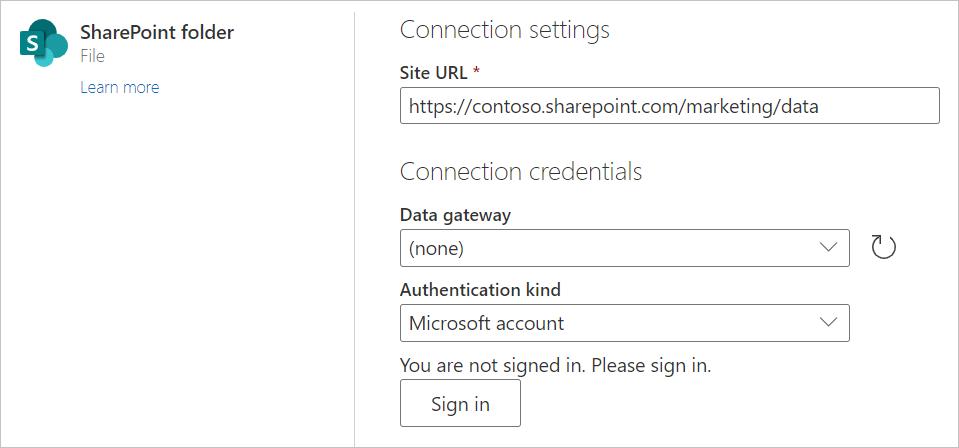 S
SharePoint folder
File
Learn more
Connection settings
Site URL *
https://contoso.sharepoint.com/marketing/data
Connection credentials
Data gateway
(none)
Authentication kind
Microsoft account
You are not signed in. Please sign in.
Sign in